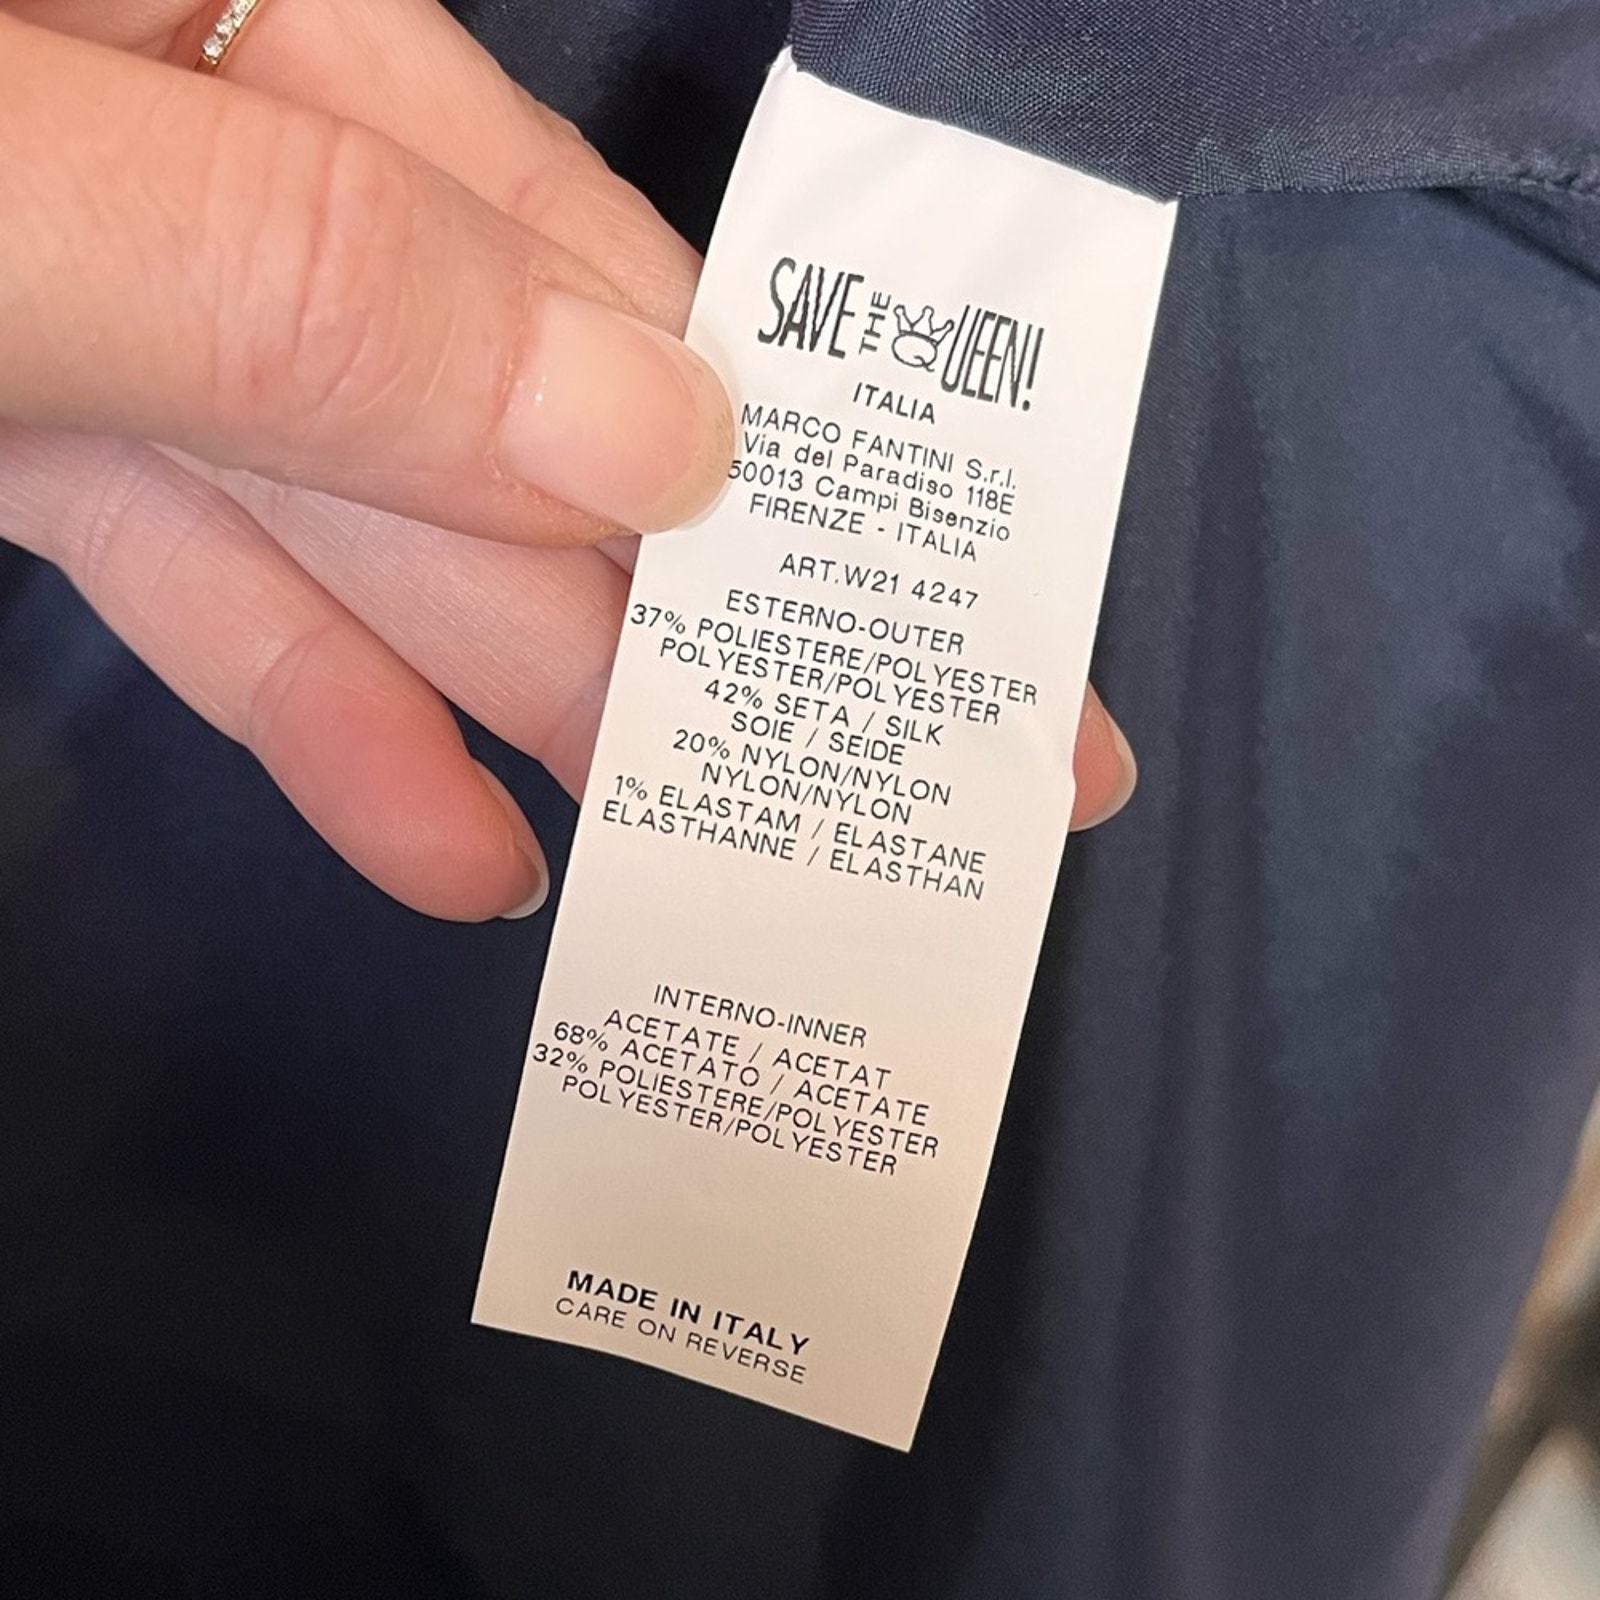 SAVE THE QUEEN!
ITALIA
MARCO FANTINI S.r.l.
Via del Paradiso 118E
50013 Campi Bisenzio
FIRENZE - ITALIA
ART.W21 4247
ESTERNO-OUTER
37% POLIESTERE/POLYESTER
POLYESTER/POLYESTER
42% SETA / SILK
SOIE / SEIDE
20% NYLON/NYLON
NYLON/NYLON
1% ELASTAM / ELASTANE
ELASTHANNE / ELASTHAN
INTERNO-INNER
ACETATE / ACETAT
68% ACETATO / ACETATE
32% POLIESTERE/POLYESTER
POLYESTER/POLYESTER
MADE IN ITALY
CARE ON REVERSE